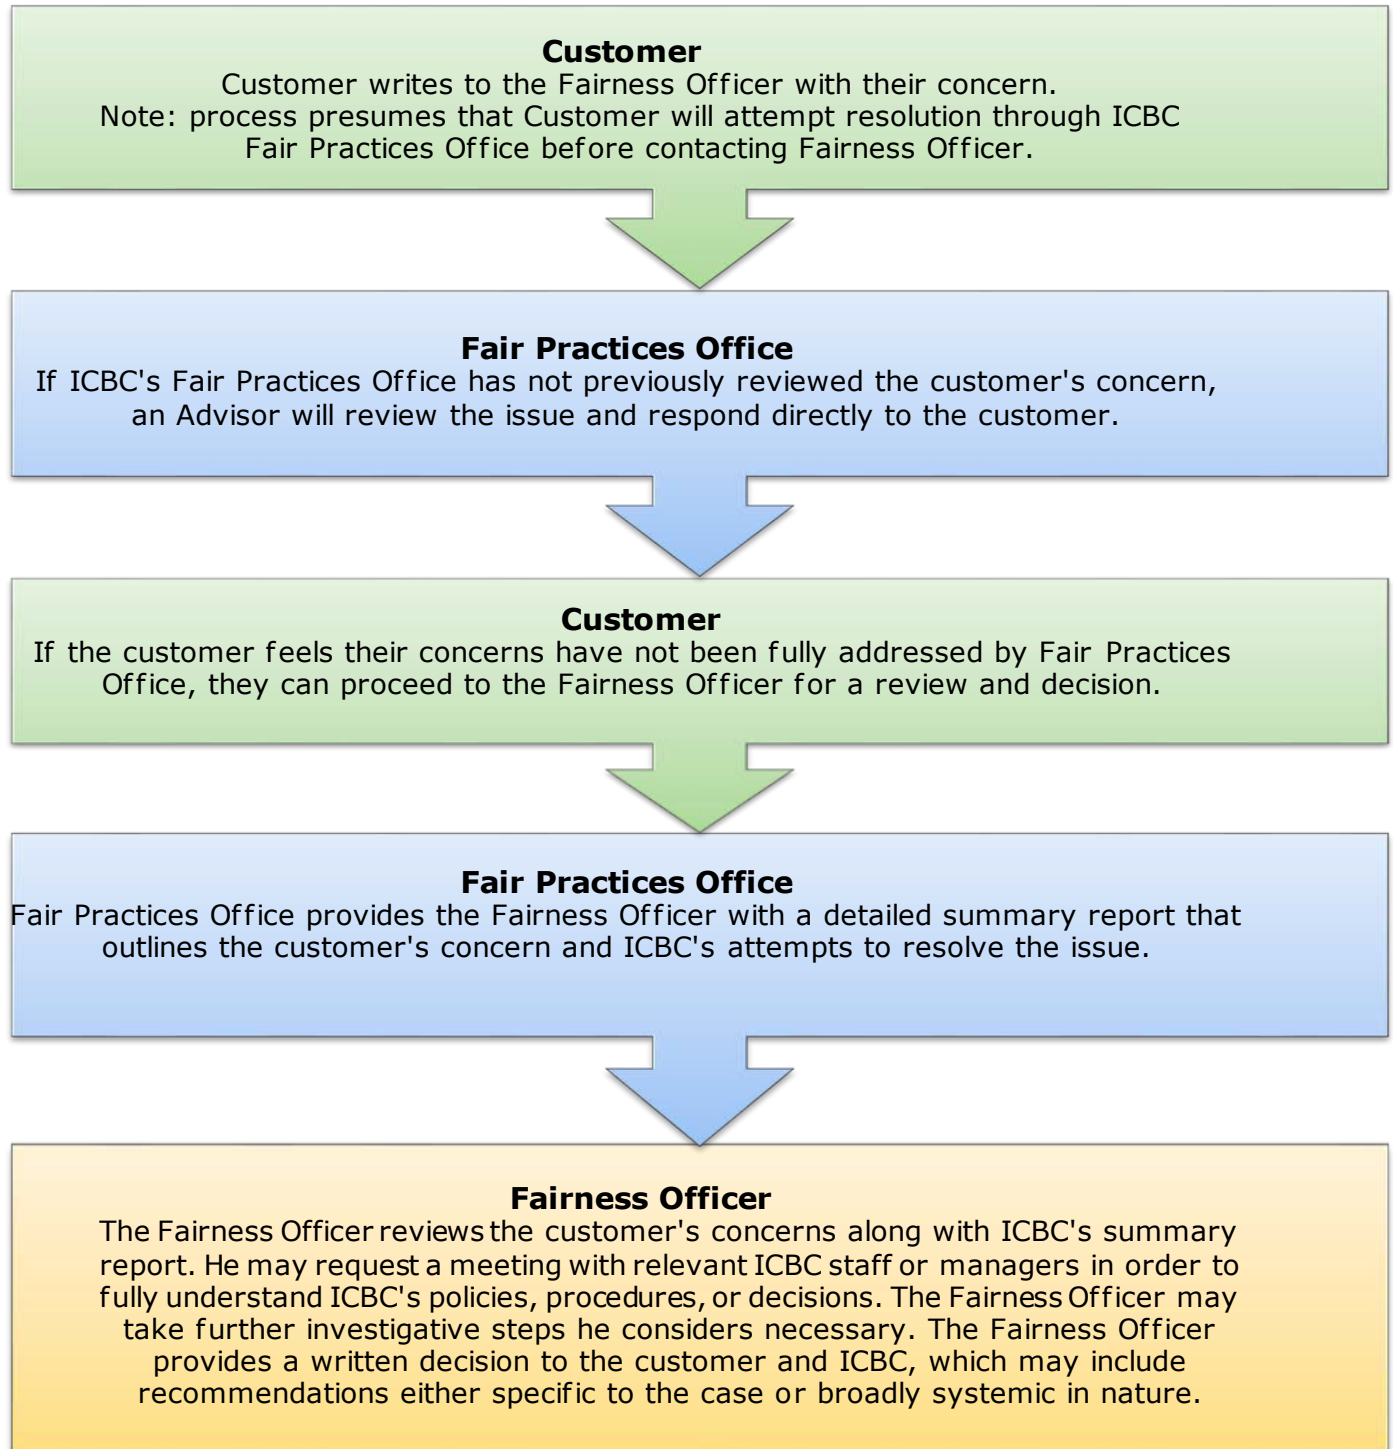 Customer
Customer writes to the Fairness Officer with their concern.
Note: process presumes that Customer will attempt resolution through ICBC
Fair Practices Office before contacting Fairness Officer.
Fair Practices Office
If ICBC's Fair Practices Office has not previously reviewed the customer's concern,
an Advisor will review the issue and respond directly to the customer.
Customer
If the customer feels their concerns have not been fully addressed by Fair Practices
Office, they can proceed to the Fairness Officer for a review and decision.
Fair Practices Office
Fair Practices Office provides the Fairness Officer with a detailed summary report that
outlines the customer's concern and ICBC's attempts to resolve the issue.
Fairness Officer
The Fairness Officer reviews the customer's concerns along with ICBC's summary
report. He may request a meeting with relevant ICBC staff or managers in order to
fully understand ICBC's policies, procedures, or decisions. The Fairness Officer may
take further investigative steps he considers necessary. The Fairness Officer
provides a written decision to the customer and ICBC, which may include
recommendations either specific to the case or broadly systemic in nature.